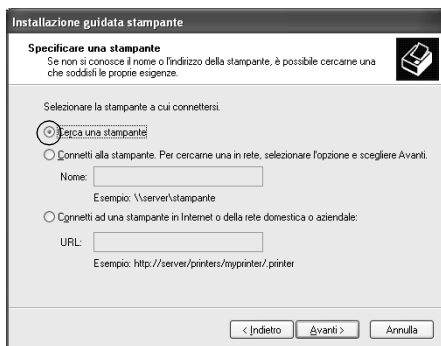 Installazione guidata stampante
Specificare una stampante
Se non si conosce il nome o l'indirizzo della stampante, è possibile cercarne una
che soddisfi le proprie esigenze.
Selezionare la stampante a cui connettersi.
Cerca una stampante
Connetti alla stampante. Per cercarne una in rete, selezionare l'opzione e scegliere Avanti.
Nome:
Esempio: \\server\stampante
Connetti ad una stampante in Internet o della rete domestica o aziendale:
URL:
Esempio: http://server/printers/myprinter/.printer
< Indietro Avanti > Annulla